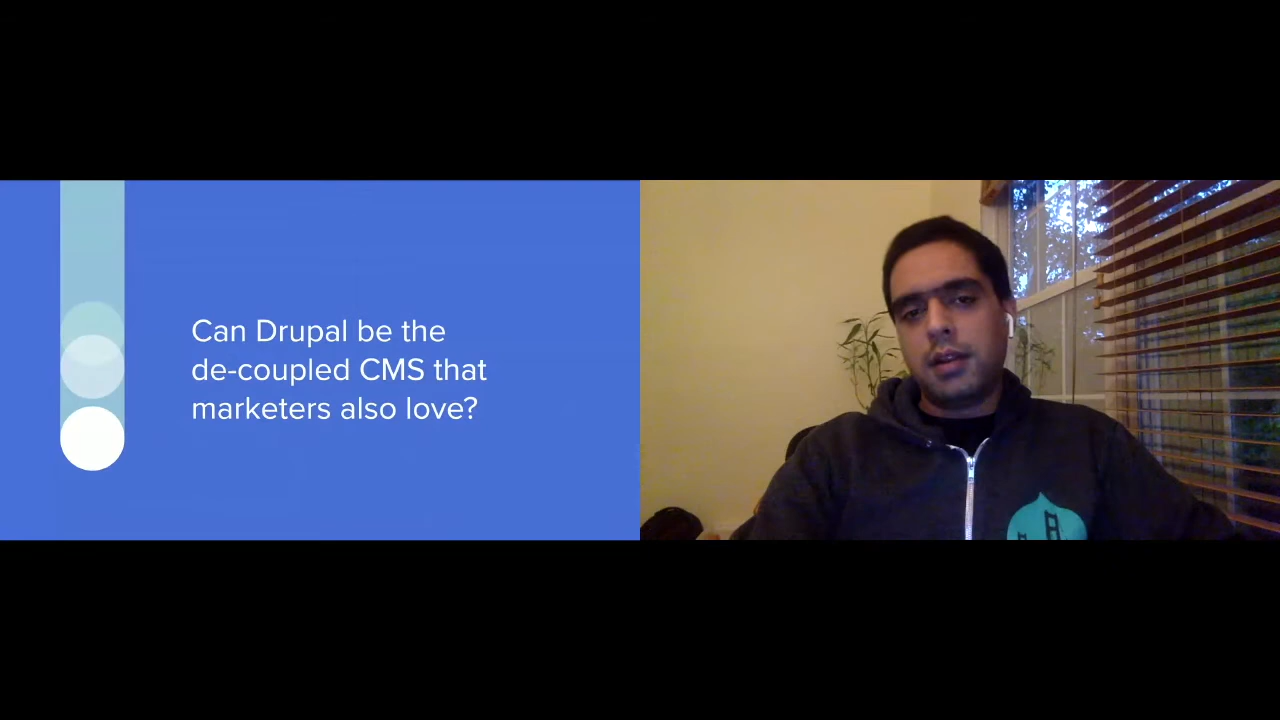 Can Drupal be the
de-coupled CMS that
marketers also love?